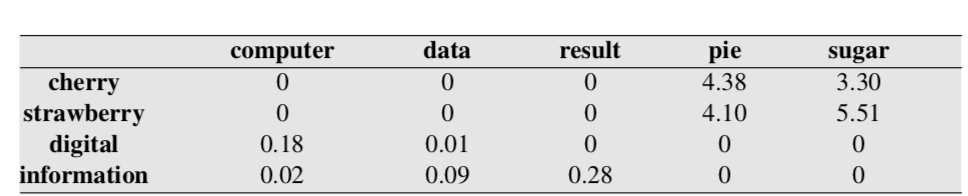 computer data result pie sugar
cherry 0 0 0 4.38 3.30
strawberry 0 0 0 4.10 5.51
digital 0.18 0.01 0 0 0
information 0.02 0.09 0.28 0 0